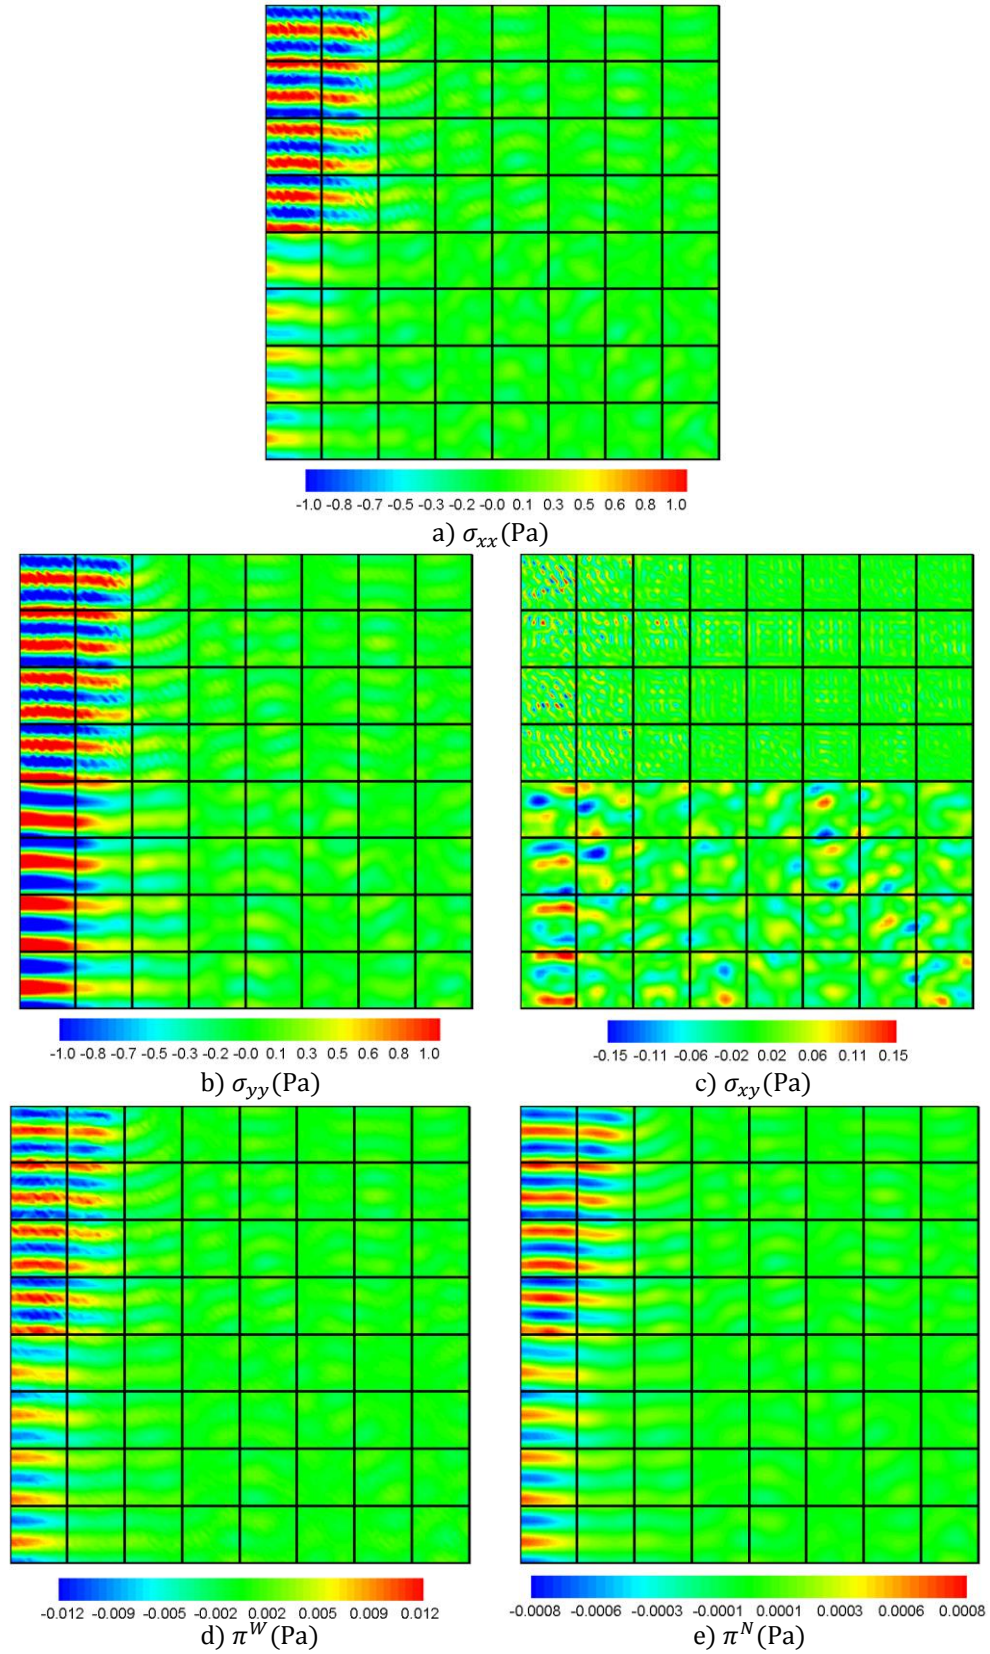 -1.0 -0.8 -0.7 -0.5 -0.3 -0.2 -0.0 0.1 0.3 0.5 0.6 0.8 1.0
a) σxx(Pa)
-1.0 -0.8 -0.7 -0.5 -0.3 -0.2 -0.0 0.1 0.3 0.5 0.6 0.8 1.0
-0.15 -0.11 -0.06 -0.02 0.02 0.06 0.11 0.15
b) σyy(Pa)
c) σxy(Pa)
-0.012 -0.009 -0.005 -0.002 0.002 0.005 0.009 0.012
-0.0008 -0.0006 -0.0003 -0.0001 0.0001 0.0003 0.0006 0.0008
d) πᵂ(Pa)
e) πᴺ(Pa)